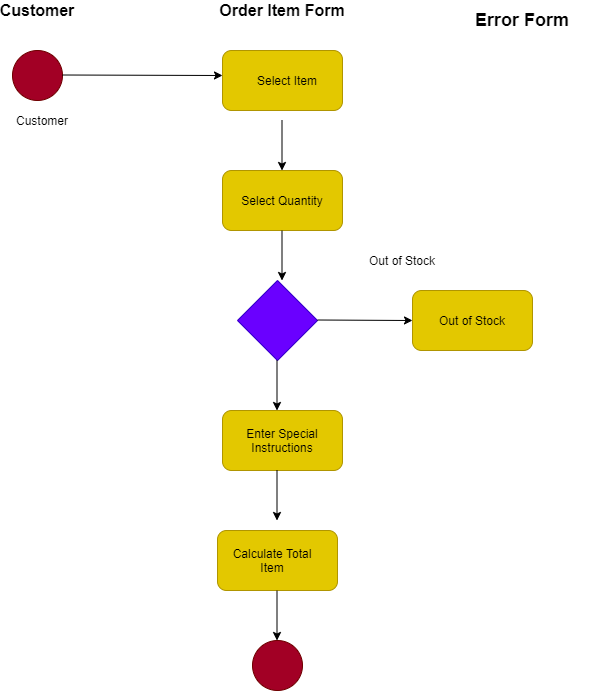 Customer
Order Item Form
Error Form
Select Item
Customer
Select Quantity
Out of Stock
Out of Stock
Enter Special
Instructions
Calculate Total
Item